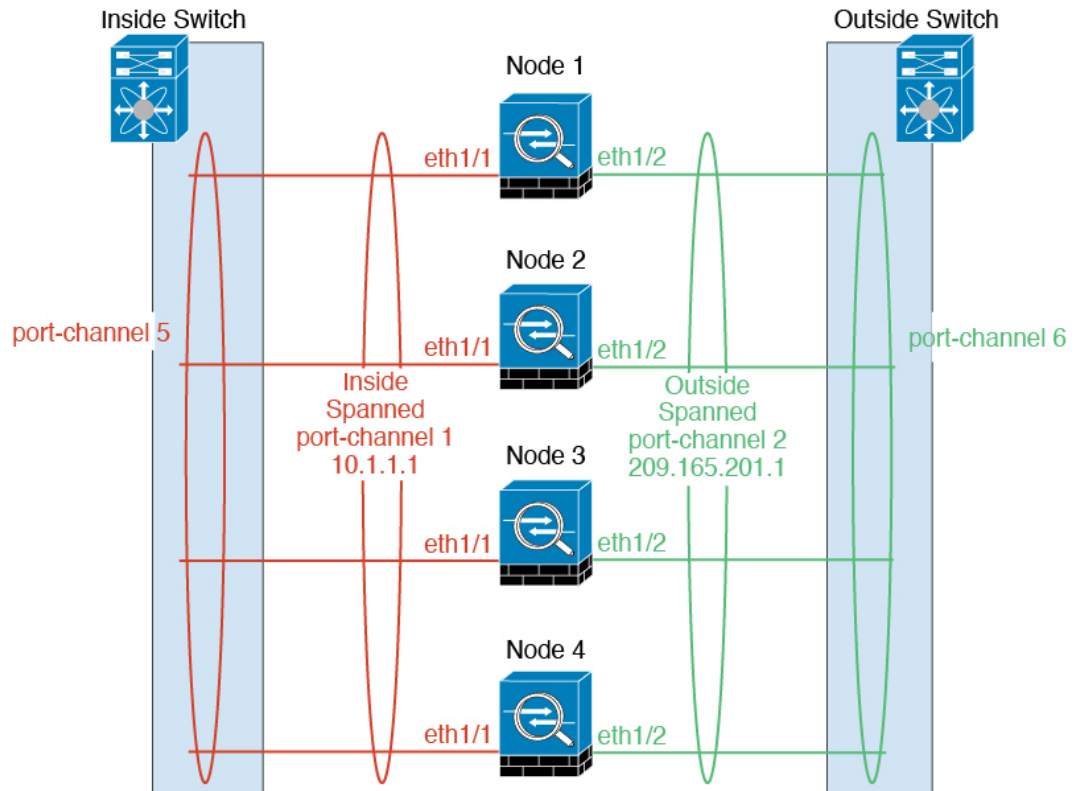 Inside Switch
Outside Switch
Node 1
eth1/1
eth1/2
Node 2
port-channel 5
port-channel 6
eth1/1
eth1/2
Inside
Spanned
port-channel 1
10.1.1.1
Outside
Spanned
port-channel 2
209.165.201.1
Node 3
eth1/1
eth1/2
Node 4
eth1/1
eth1/2